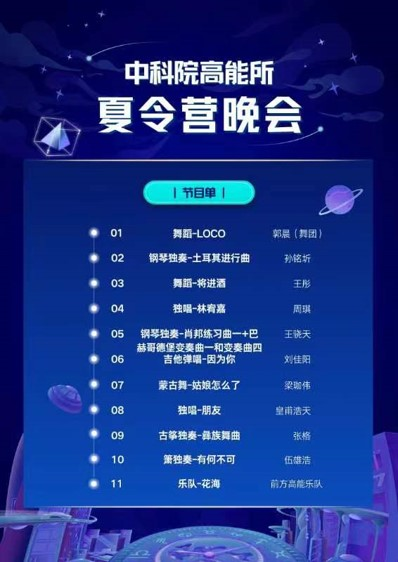 中科院高能所
夏令营晚会
节目单
01 舞蹈-LOCO 郭晨（舞团）
02 钢琴独奏-土耳其进行曲 孙铭圻
03 舞蹈-将进酒 王彤
04 独唱-林宥嘉 周琪
05 钢琴独奏-肖邦练习曲一+巴 王骁天
赫哥德堡变奏曲一和变奏曲四
06 吉他弹唱-因为你 刘佳阳
07 蒙古舞-姑娘怎么了 梁珈伟
08 独唱-朋友 皇甫浩天
09 古筝独奏-彝族舞曲 张格
10 箫独奏-有何不可 伍雄浩
11 乐队-花海 前方高能乐队